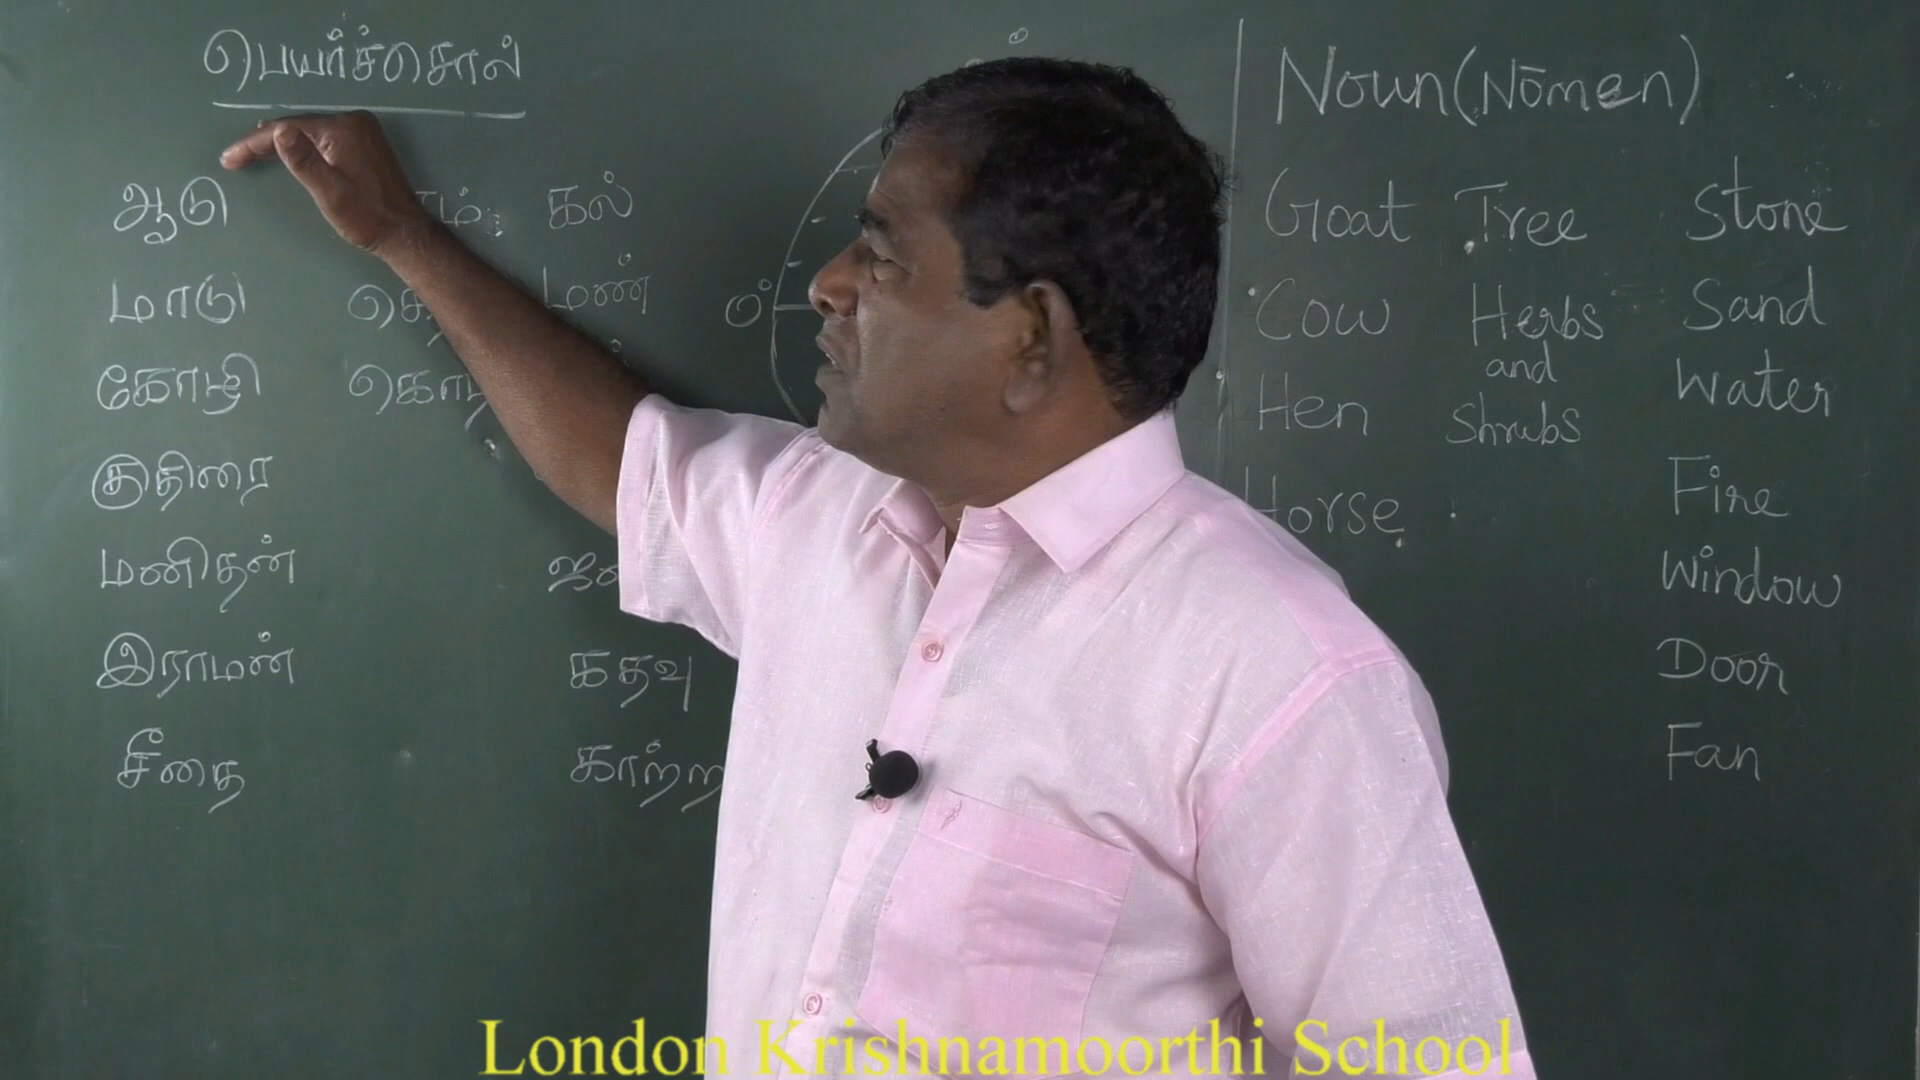 பெயர்ச்சொல்
ஆடு
கல்
மாடு
மண்
கோழி
குதிரை
மனிதன்
இராமன்
கதவு
சீதை
Noun (Nōmen)
Goat Tree Stone
Cow Herbs Sand
and
Hen Shrubs Water
Horse Fire
Window
Door
Fan
London Krishnamoorthi School